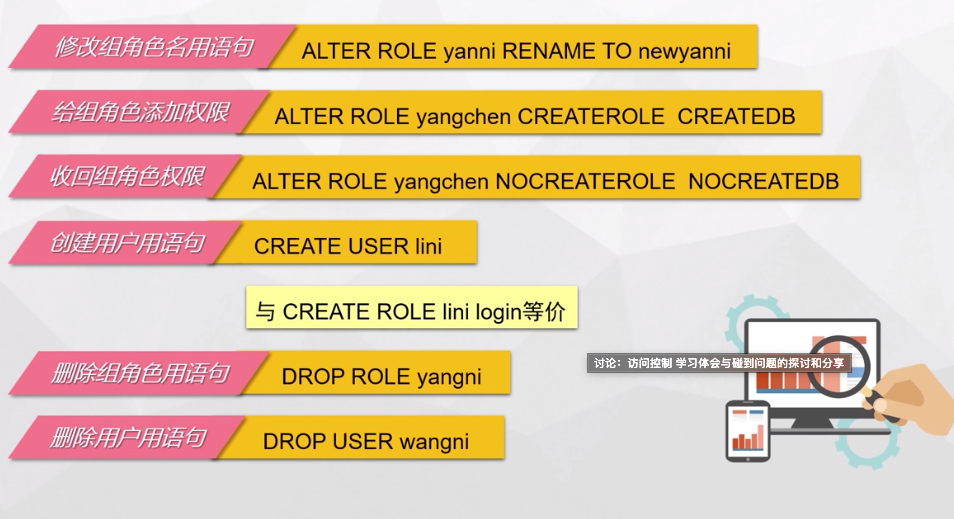 修改组角色名用语句
ALTER ROLE yanni RENAME TO newyanni
给组角色添加权限
ALTER ROLE yangchen CREATEROLE  CREATEDB
收回组角色权限
ALTER ROLE yangchen NOCREATEROLE  NOCREATEDB
创建用户用语句
CREATE USER lini
与 CREATE ROLE lini login等价
讨论：访问控制 学习体会与碰到问题的探讨和分享
删除组角色用语句
DROP ROLE yangni
删除用户用语句
DROP USER wangni